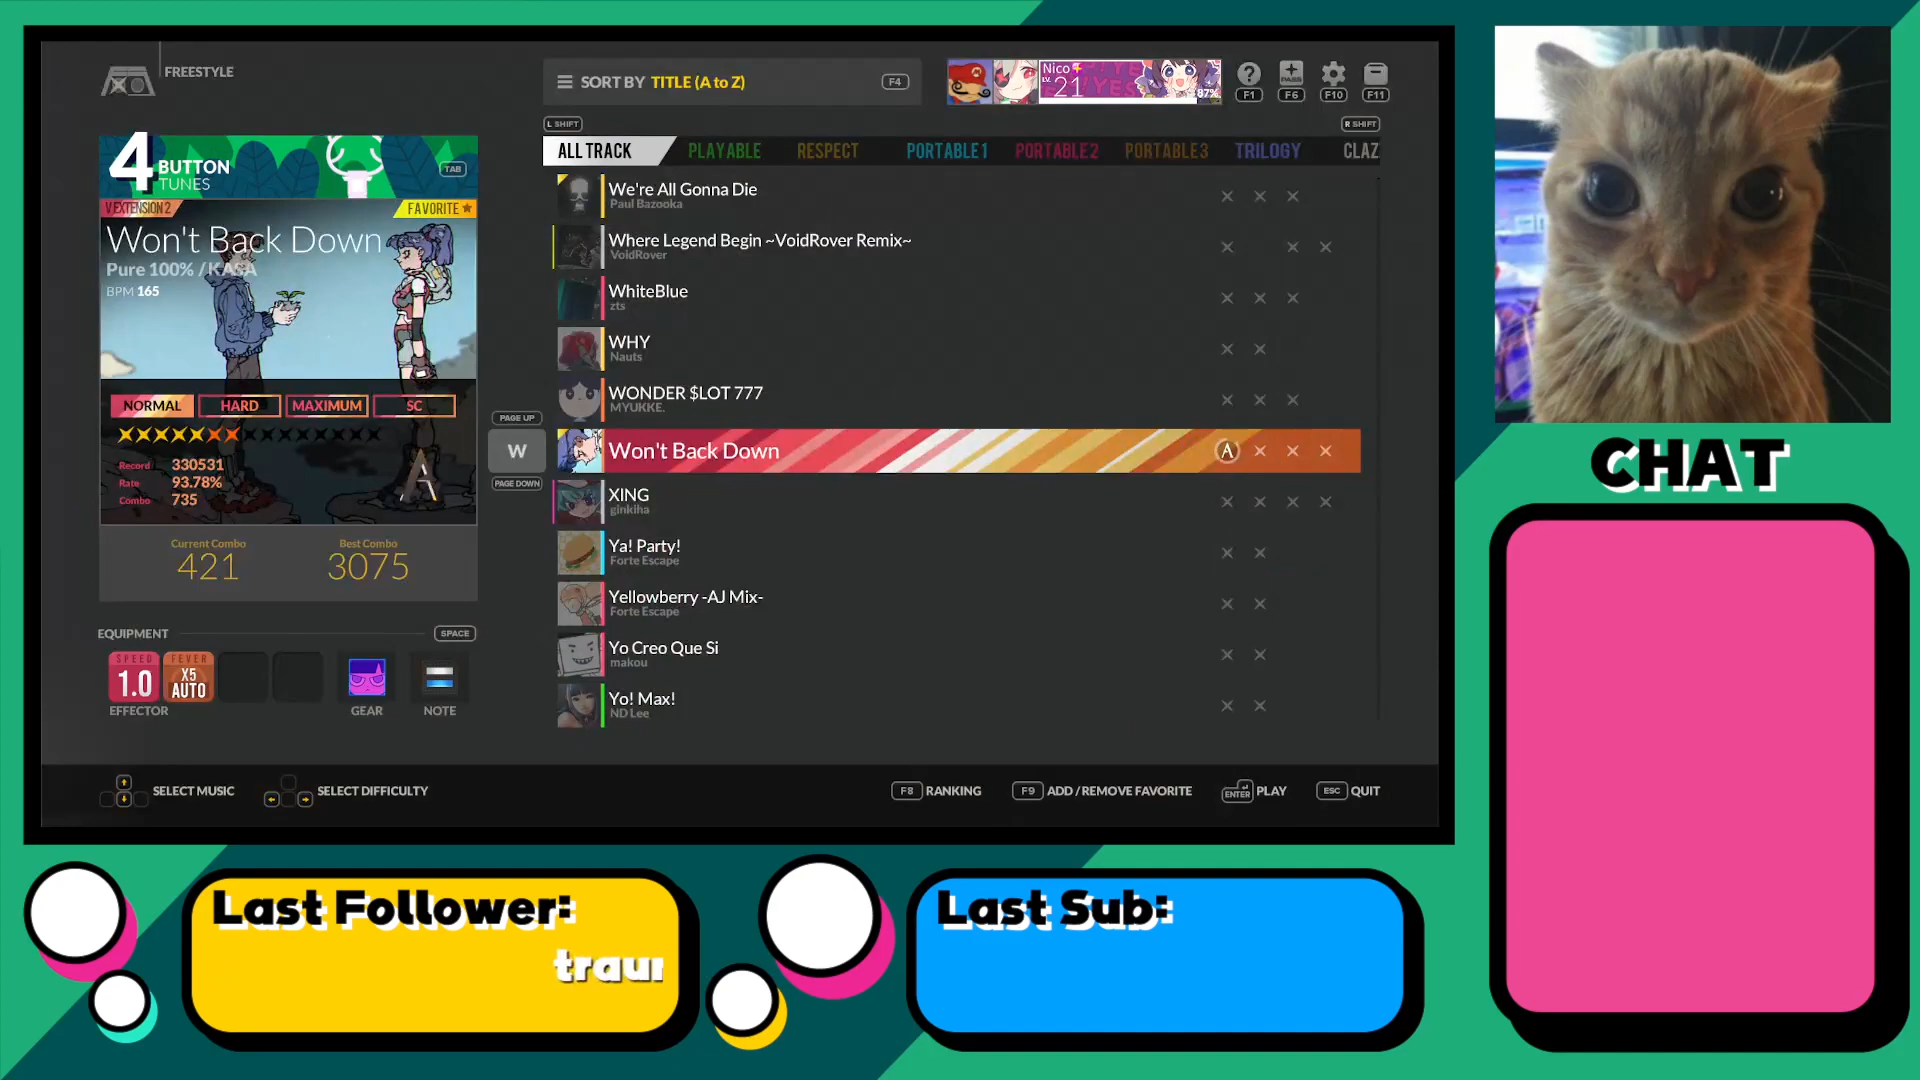 FREESTYLE
SORT BY TITLE (A to Z)
F4
Nico
LV. 21
87%
F1
PASS
F6
F10
F11
L SHIFT
R SHIFT
ALL TRACK
PLAYABLE
RESPECT
PORTABLE1
PORTABLE2
PORTABLE3
TRILOGY
CLAZ
4 BUTTON
TUNES
TAB
V.EXTENSION 2
FAVORITE
Won't Back Down
Pure 100% / KASA
BPM 165
NORMAL
HARD
MAXIMUM
SC
Record 330531
Rate 93.78%
Combo 735
A
Current Combo
421
Best Combo
3075
EQUIPMENT
SPACE
SPEED
1.0
FEVER
X5
AUTO
EFFECTOR
GEAR
NOTE
PAGE UP
W
PAGE DOWN
We're All Gonna Die
Paul Bazooka
Where Legend Begin ~VoidRover Remix~
VoidRover
WhiteBlue
zts
WHY
Nauts
WONDER $LOT 777
MYUKKE.
Won't Back Down
A
XING
ginkiha
Ya! Party!
Forte Escape
Yellowberry -AJ Mix-
Forte Escape
Yo Creo Que Si
makou
Yo! Max!
ND Lee
SELECT MUSIC
SELECT DIFFICULTY
F8 RANKING
F9 ADD / REMOVE FAVORITE
ENTER PLAY
ESC QUIT
CHAT
Last Follower:
traur
Last Sub: